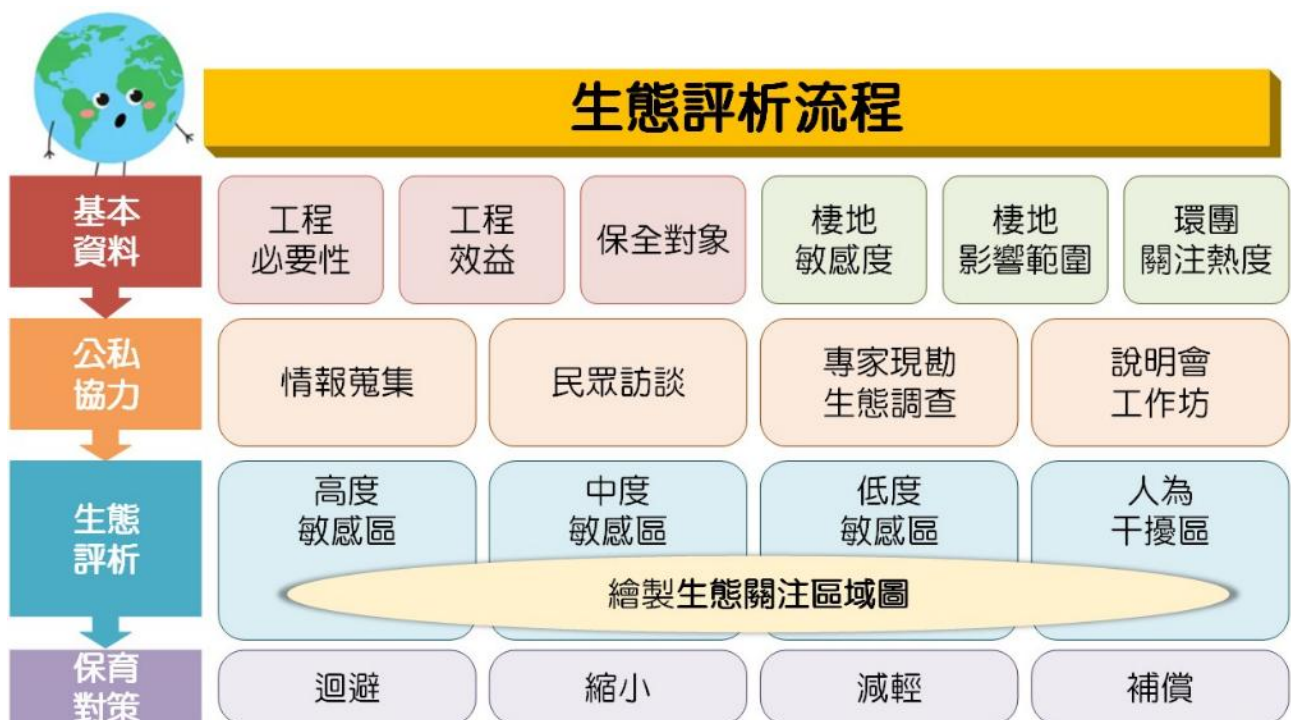 生態評析流程
基本
資料
工程
必要性
工程
效益
保全對象
棲地
敏感度
棲地
影響範圍
環團
關注熱度
公私
協力
情報蒐集
民眾訪談
專家現勘
生態調查
說明會
工作坊
生態
評析
高度
敏感區
中度
敏感區
低度
敏感區
人為
干擾區
繪製生態關注區域圖
保育
對策
迴避
縮小
減輕
補償